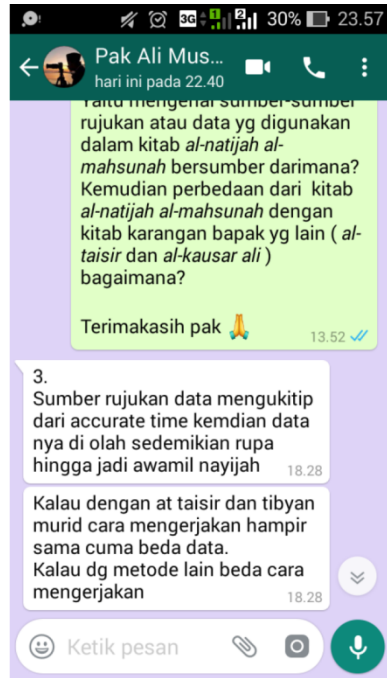 3G 30% 23.57
Pak Ali Mus...
hari ini pada 22.40
Yaitu mengenai sumber-sumber
rujukan atau data yg digunakan
dalam kitab al-natijah al-
mahsunah bersumber darimana?
Kemudian perbedaan dari kitab
al-natijah al-mahsunah dengan
kitab karangan bapak yg lain ( al-
taisir dan al-kausar ali )
bagaimana?
Terimakasih pak 🙏
13.52
3.
Sumber rujukan data mengukitip
dari accurate time kemdian data
nya di olah sedemikian rupa
hingga jadi awamil nayijah
18.28
Kalau dengan at taisir dan tibyan
murid cara mengerjakan hampir
sama cuma beda data.
Kalau dg metode lain beda cara
mengerjakan
18.28
Ketik pesan